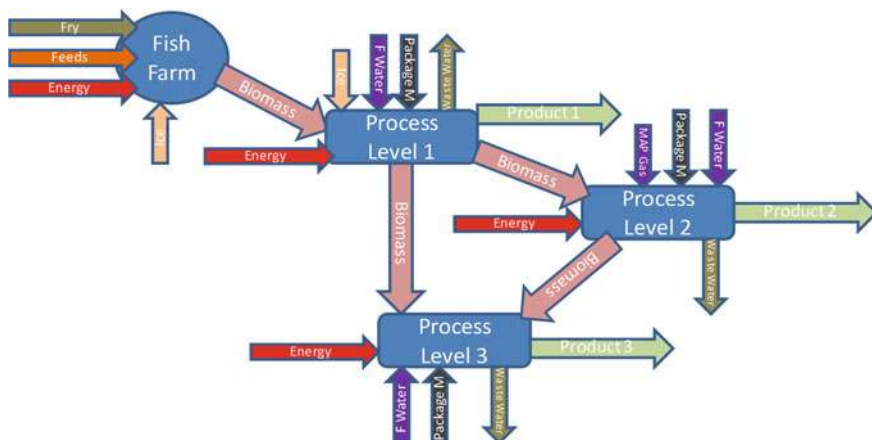 Fry
Feeds
Energy
Fish
Farm
Ice
Biomass
Ice
F Water
Package M
Waste Water
Process
Level 1
Product 1
Energy
Biomass
Biomass
MAP Gas
Package M
F Water
Process
Level 2
Product 2
Energy
Waste Water
Biomass
Process
Level 3
Product 3
Energy
F Water
Package M
Waste Water